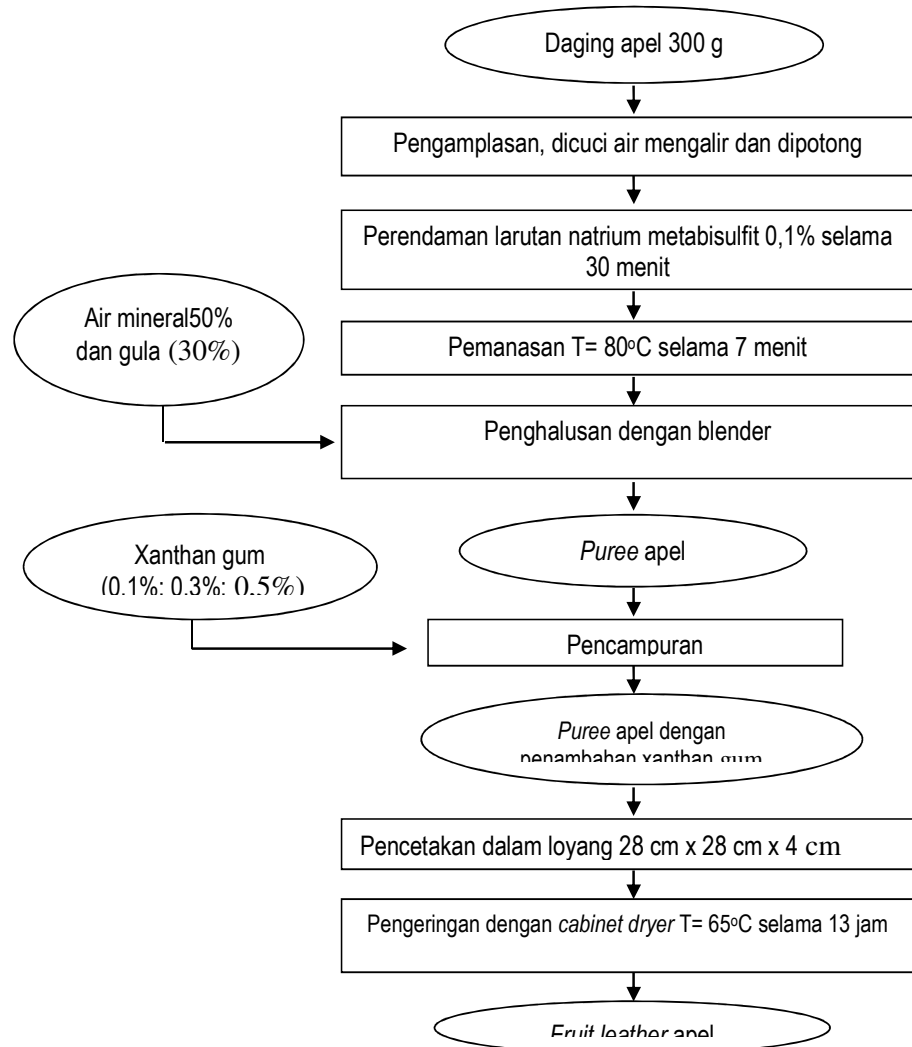 Daging apel 300 g
Pengamplasan, dicuci air mengalir dan dipotong
Perendaman larutan natrium metabisulfit 0,1% selama
30 menit
Air mineral50%
dan gula (30%)
Pemanasan T= 80°C selama 7 menit
Penghalusan dengan blender
Puree apel
Xanthan gum
(0.1%; 0.3%; 0.5%)
Pencampuran
Puree apel dengan
penambahan xanthan gum
Pencetakan dalam loyang 28 cm x 28 cm x 4 cm
Pengeringan dengan cabinet dryer T= 65°C selama 13 jam
Fruit leather apel